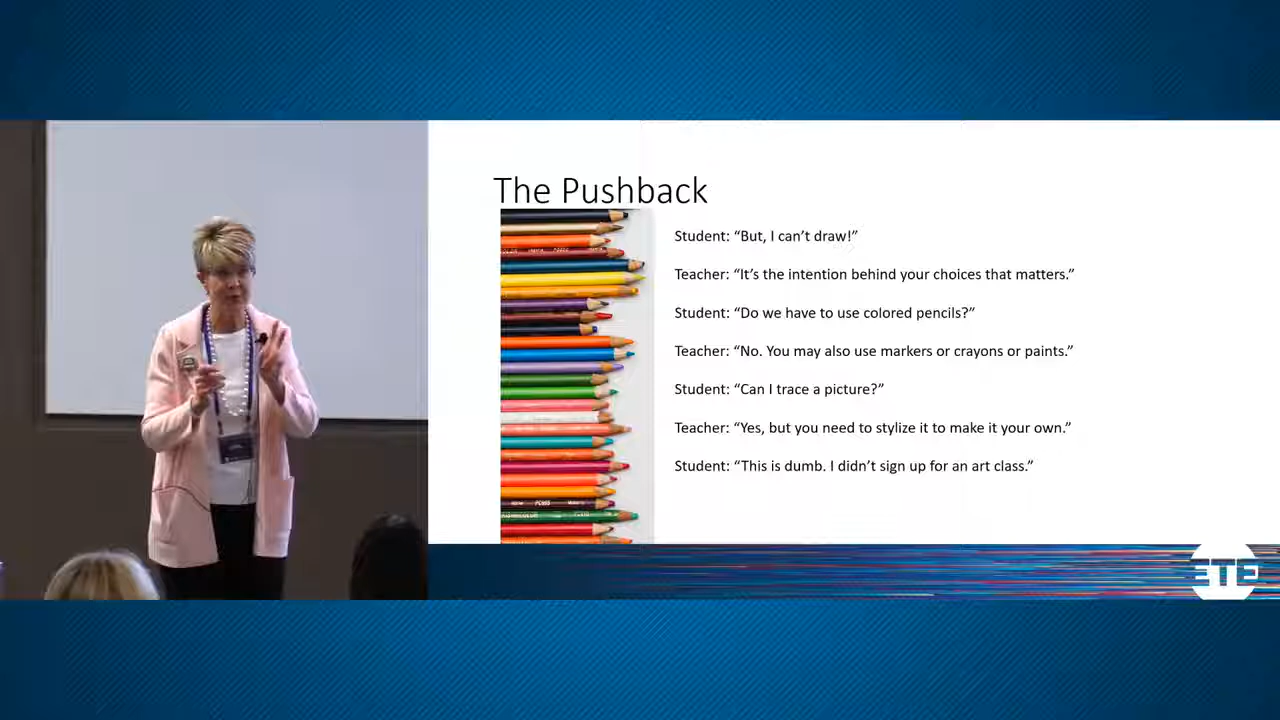 The Pushback
Student: “But, I can’t draw!”
Teacher: “It’s the intention behind your choices that matters.”
Student: “Do we have to use colored pencils?”
Teacher: “No. You may also use markers or crayons or paints.”
Student: “Can I trace a picture?”
Teacher: “Yes, but you need to stylize it to make it your own.”
Student: “This is dumb. I didn’t sign up for an art class.”